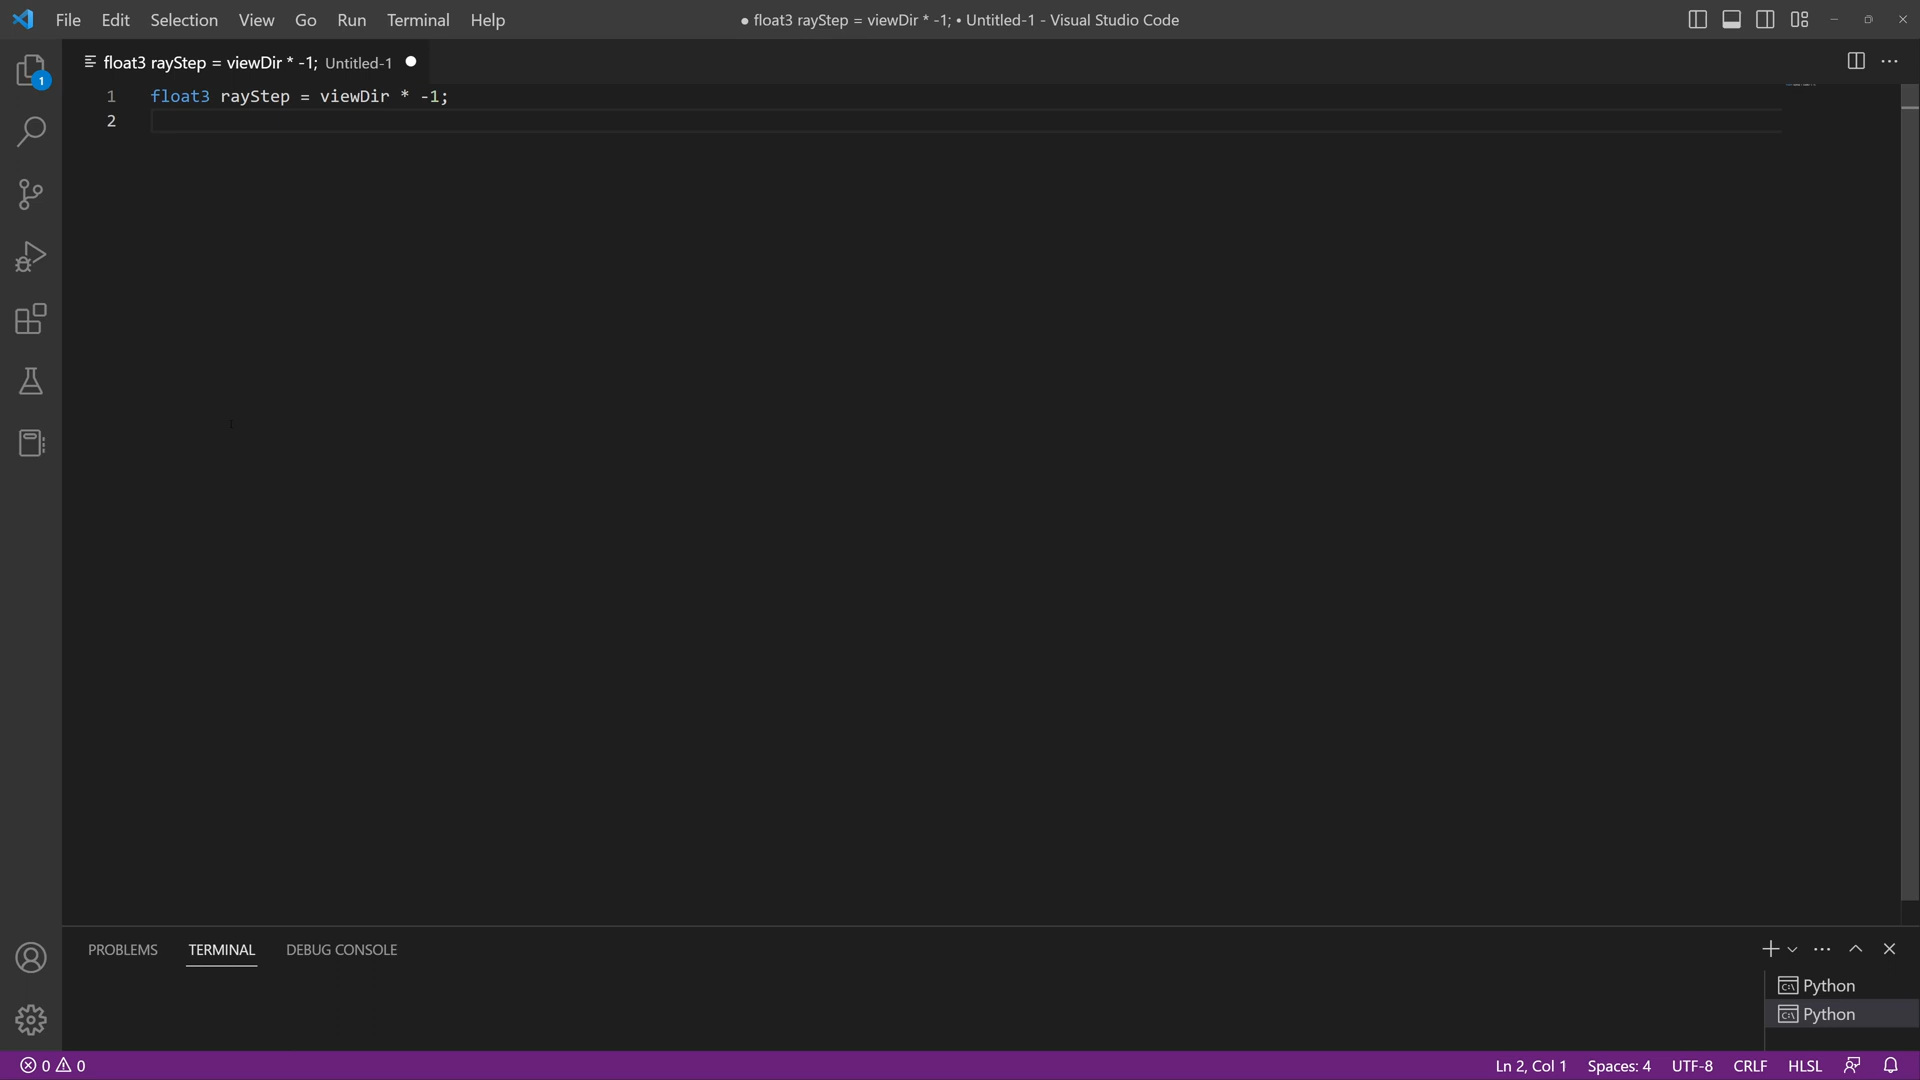 File Edit Selection View Go Run Terminal Help
● float3 rayStep = viewDir * -1; • Untitled-1 - Visual Studio Code
float3 rayStep = viewDir * -1; Untitled-1 ●
1
1 float3 rayStep = viewDir * -1;
2
PROBLEMS TERMINAL DEBUG CONSOLE
Python
Python
0 0 Ln 2, Col 1 Spaces: 4 UTF-8 CRLF HLSL